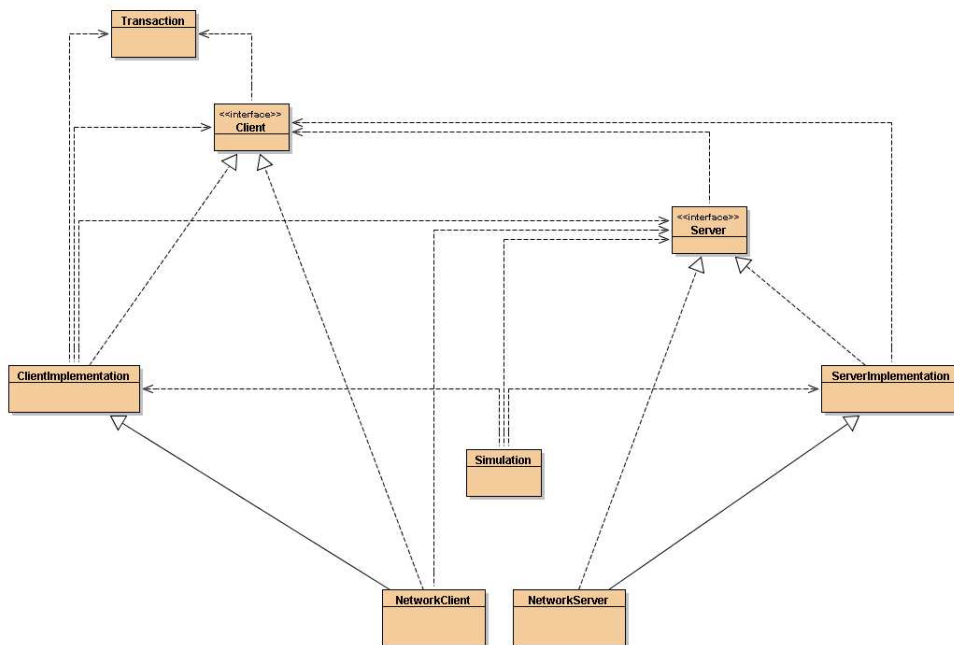 Transaction
<<interface>>
Client
<<interface>>
Server
ClientImplementation
ServerImplementation
Simulation
NetworkClient
NetworkServer